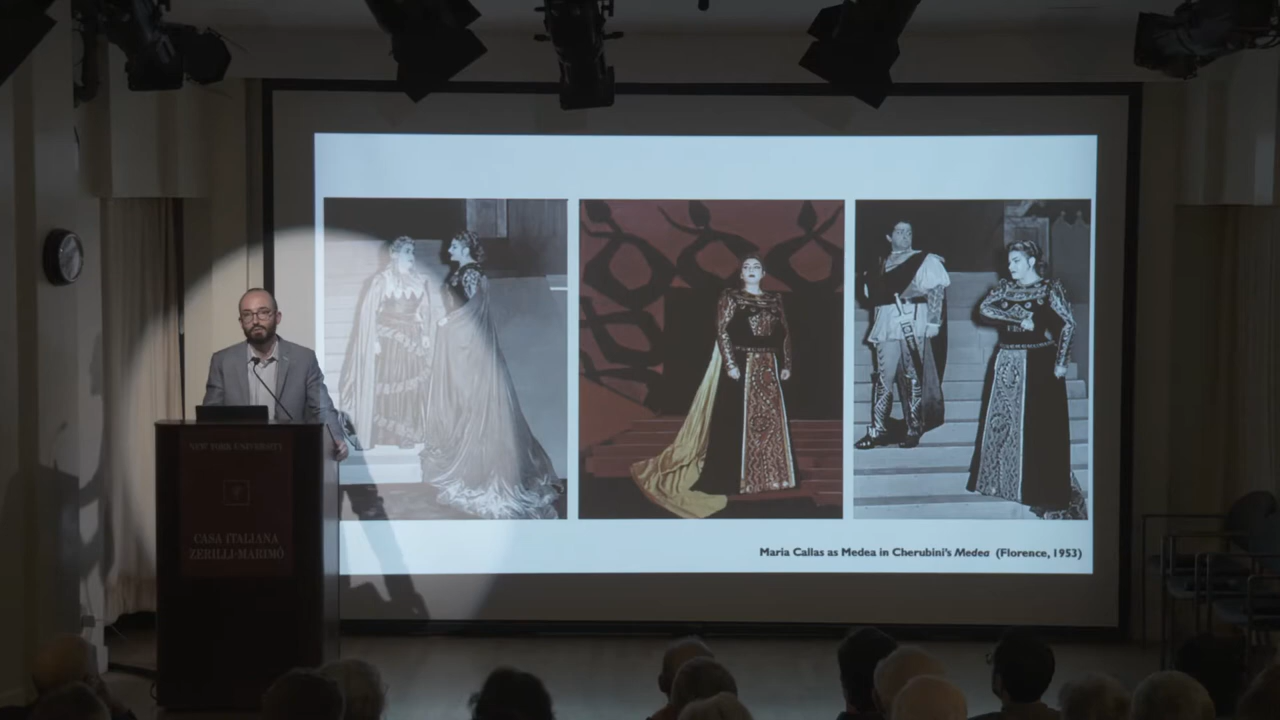 Maria Callas as Medea in Cherubini's Medea (Florence, 1953)
NEW YORK UNIVERSITY
CASA ITALIANA
ZERILLI-MARIMÒ